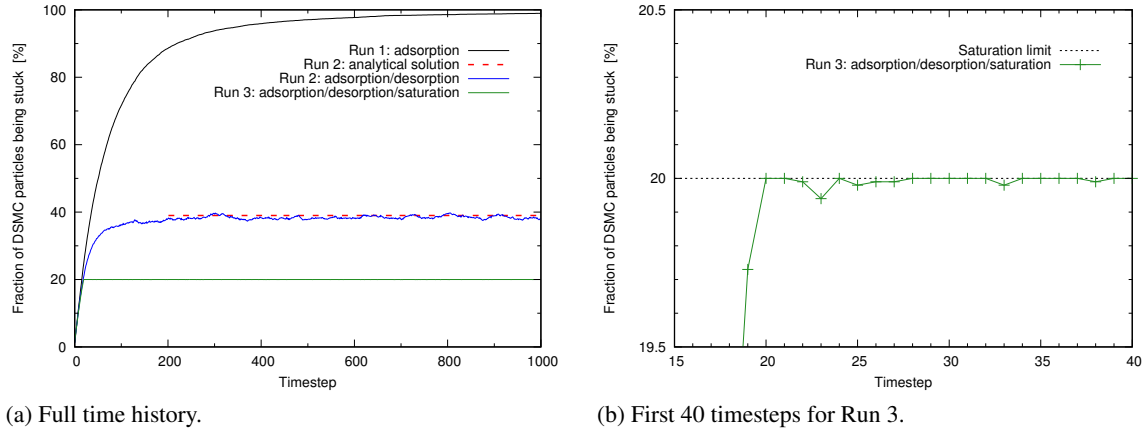 100
80
60
40
20
0
0
200
400
600
800
1000
Fraction of DSMC particles being stuck [%]
Timestep
Run 1: adsorption
Run 2: analytical solution
Run 2: adsorption/desorption
Run 3: adsorption/desorption/saturation
(a) Full time history.
20.5
20
19.5
15
20
25
30
35
40
Fraction of DSMC particles being stuck [%]
Timestep
Saturation limit
Run 3: adsorption/desorption/saturation
(b) First 40 timesteps for Run 3.